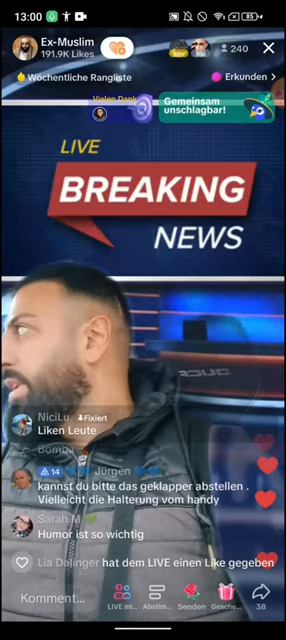 13:00
85
Ex-Muslim
191.9K Likes
240
Wöchentliche Rangliste
Erkunden >
Vielen Dank
Gemeinsam
unschlagbar!
LIVE
BREAKING
NEWS
NiciLu Fixiert
Liken Leute
Bomba
14 Jürgen
kannst du bitte das geklapper abstellen .
Vielleicht die Halterung vom handy
Sarah.M
Humor ist so wichtig
Lia Dalinger hat dem LIVE einen Like gegeben
Komment...
LIVE mi...
Abstim...
Senden
Gesche...
38